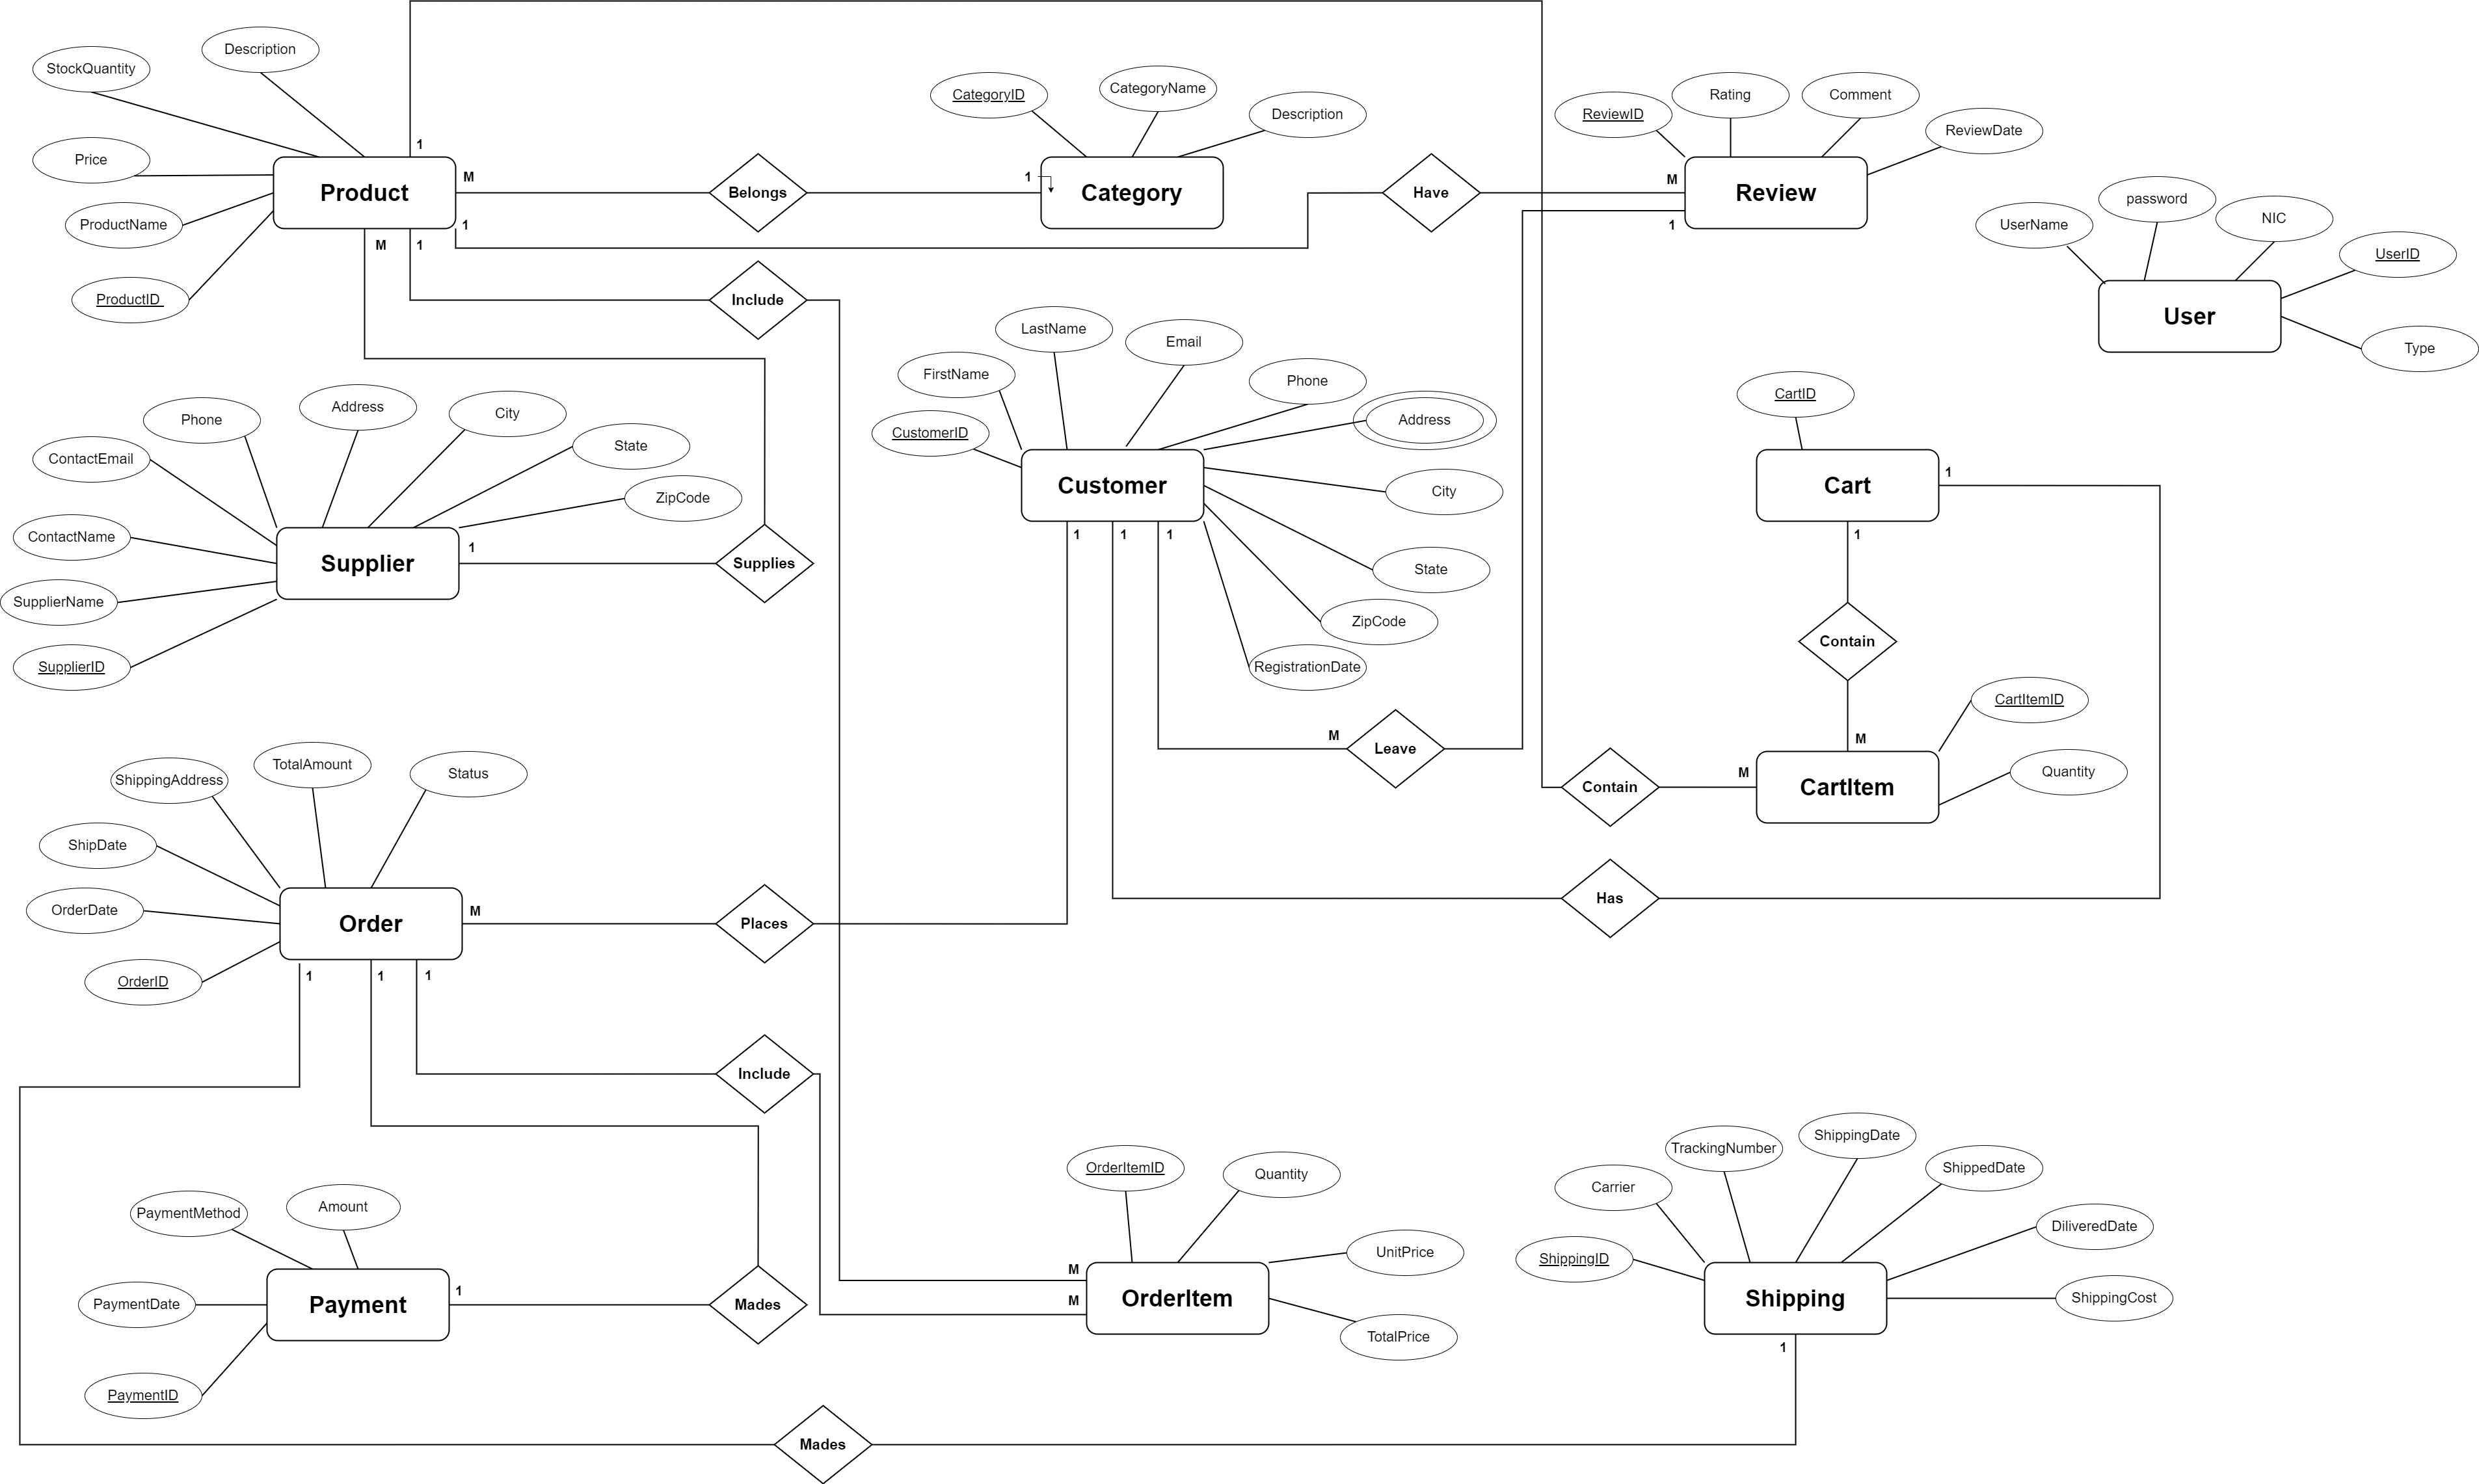 Description
StockQuantity
Price
ProductName
ProductID
Product
1
M
1
M
1
Belongs
1
CategoryID
CategoryName
Description
Category
Have
M
1
ReviewID
Rating
Comment
ReviewDate
Review
UserName
password
NIC
UserID
Type
User
Include
Phone
Address
City
State
ZipCode
ContactEmail
ContactName
SupplierName
SupplierID
Supplier
1
Supplies
LastName
Email
FirstName
Phone
CustomerID
Address
City
State
ZipCode
RegistrationDate
Customer
1
1
1
CartID
Cart
1
1
Contain
M
Leave
M
CartItemID
Quantity
CartItem
Contain
M
Has
TotalAmount
Status
ShippingAddress
ShipDate
OrderDate
OrderID
Order
M
1
1
1
Places
Include
PaymentMethod
Amount
PaymentDate
PaymentID
Payment
1
Mades
OrderItemID
Quantity
UnitPrice
TotalPrice
OrderItem
M
M
ShippingDate
TrackingNumber
ShippedDate
Carrier
DiliveredDate
ShippingID
ShippingCost
Shipping
1
Mades